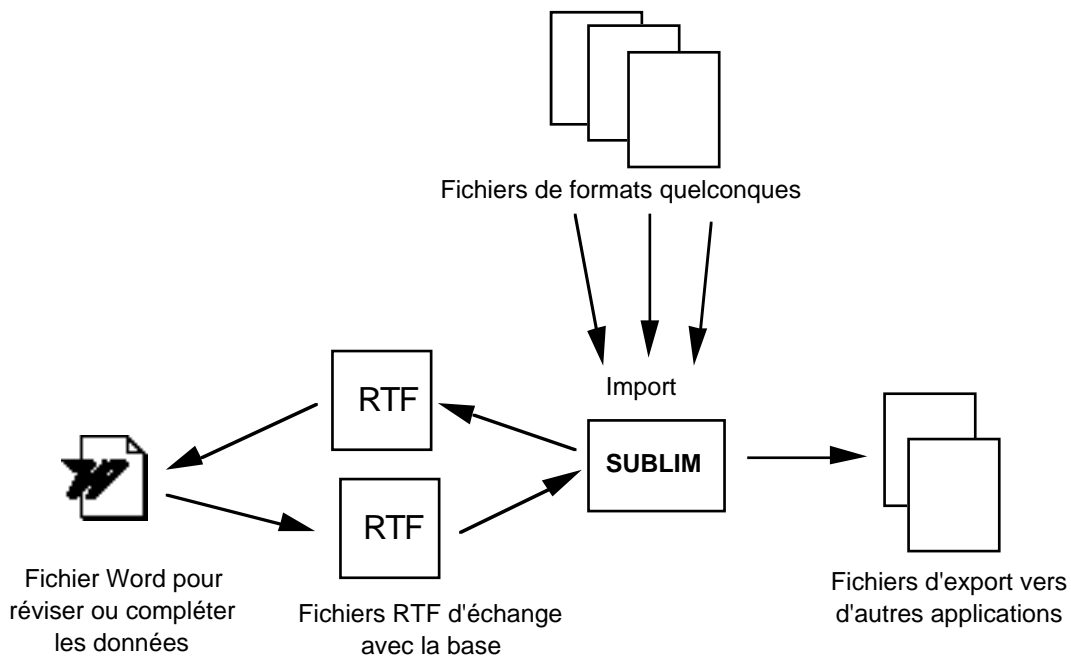 Fichiers de formats quelconques
Import
RTF
SUBLIM
RTF
Fichier Word pour
réviser ou compléter
les données
Fichiers RTF d'échange
avec la base
Fichiers d'export vers
d'autres applications